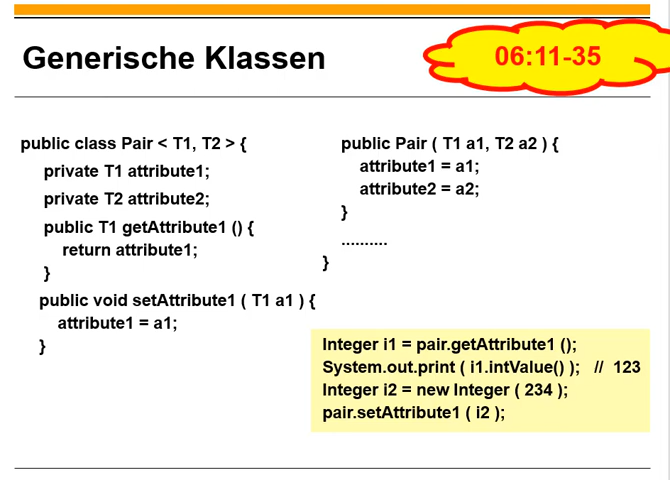 Generische Klassen
06:11-35
public class Pair < T1, T2 > {
private T1 attribute1;
private T2 attribute2;
public T1 getAttribute1 () {
return attribute1;
}
public void setAttribute1 ( T1 a1 ) {
attribute1 = a1;
}
public Pair ( T1 a1, T2 a2 ) {
attribute1 = a1;
attribute2 = a2;
}
..........
}
Integer i1 = pair.getAttribute1 ();
System.out.print ( i1.intValue() ); // 123
Integer i2 = new Integer ( 234 );
pair.setAttribute1 ( i2 );